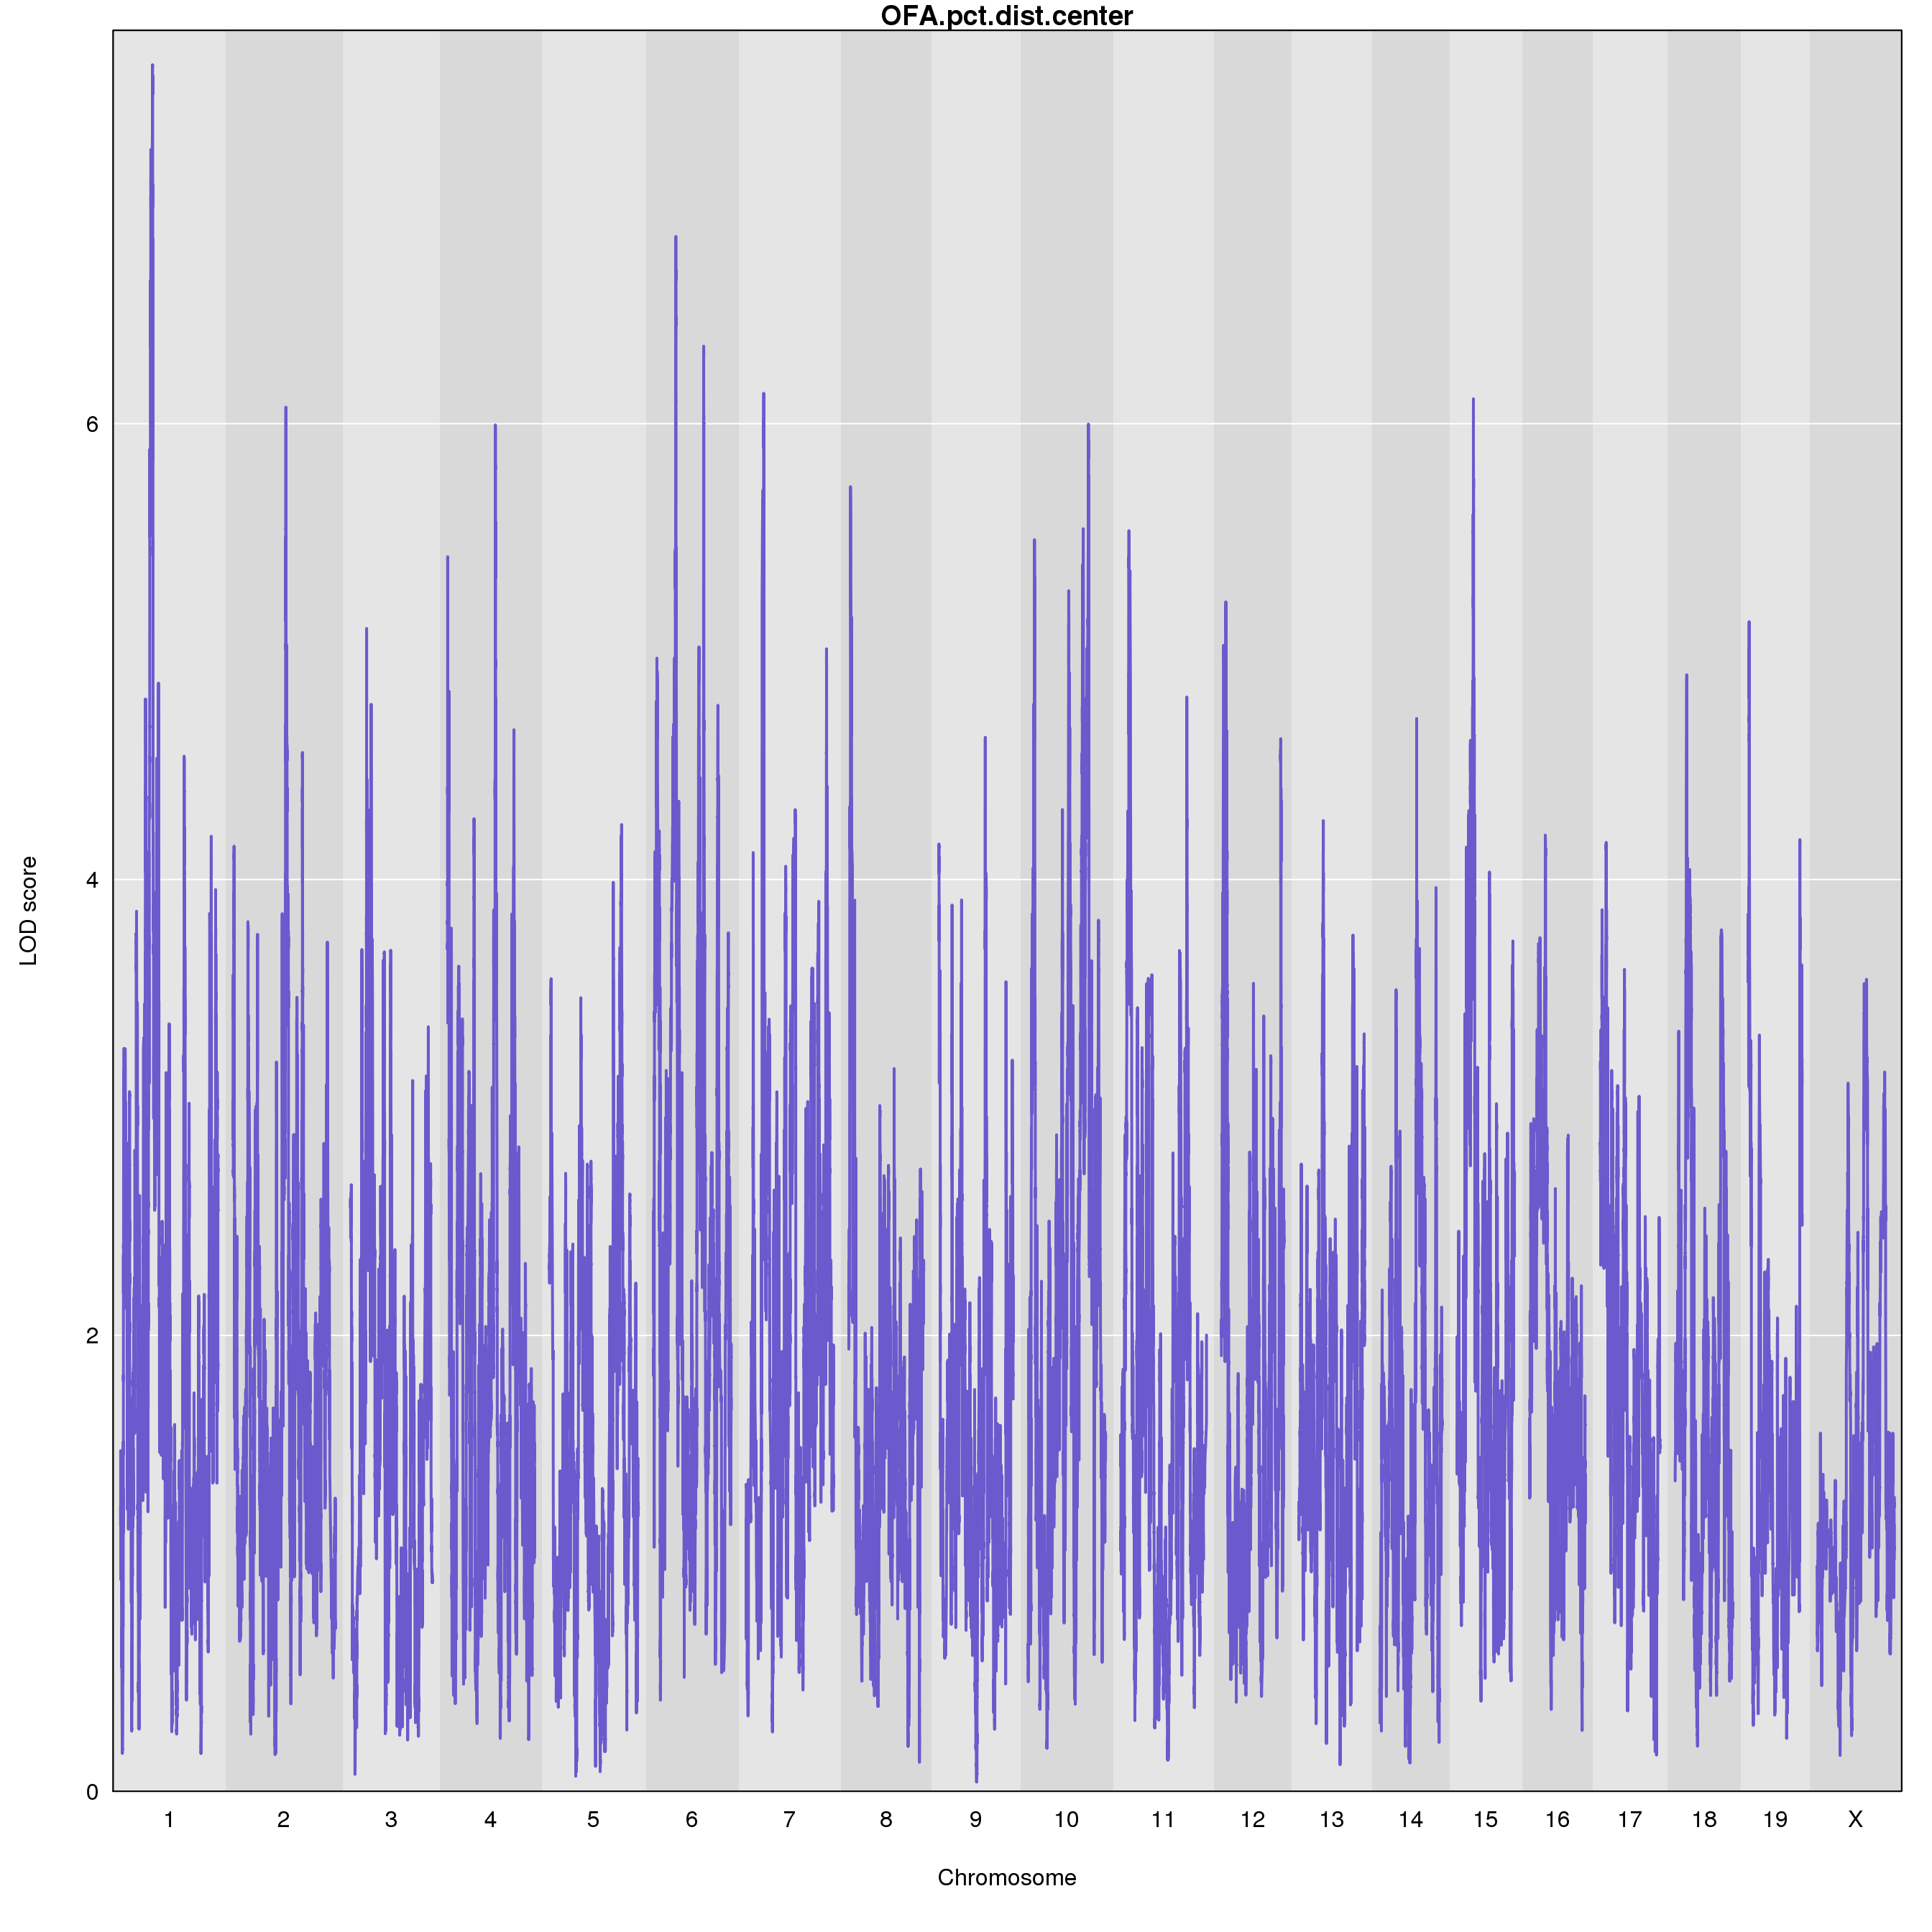 OFA.pct.dist.center
6
4
2
0
LOD score
1 2 3 4 5 6 7 8 9 10 11 12 13 14 15 16 17 18 19 X
Chromosome